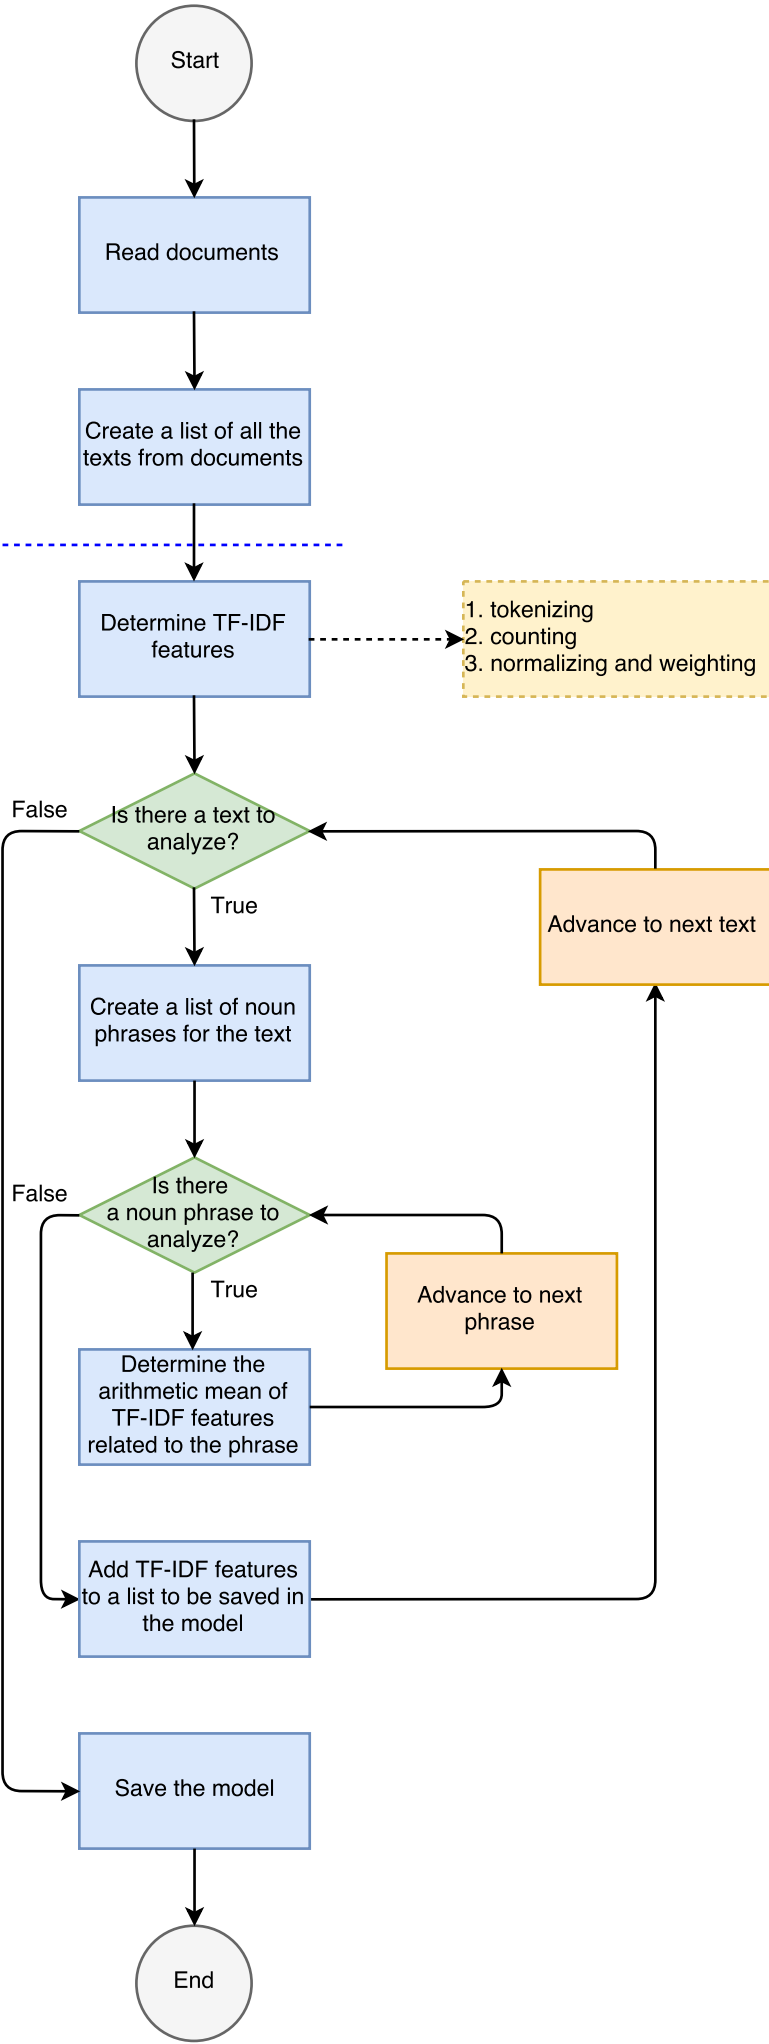 Start
Read documents
Create a list of all the
texts from documents
Determine TF-IDF
features
1. tokenizing
2. counting
3. normalizing and weighting
False
Is there a text to
analyze?
True
Advance to next text
Create a list of noun
phrases for the text
False
Is there
a noun phrase to
analyze?
True
Advance to next
phrase
Determine the
arithmetic mean of
TF-IDF features
related to the phrase
Add TF-IDF features
to a list to be saved in
the model
Save the model
End